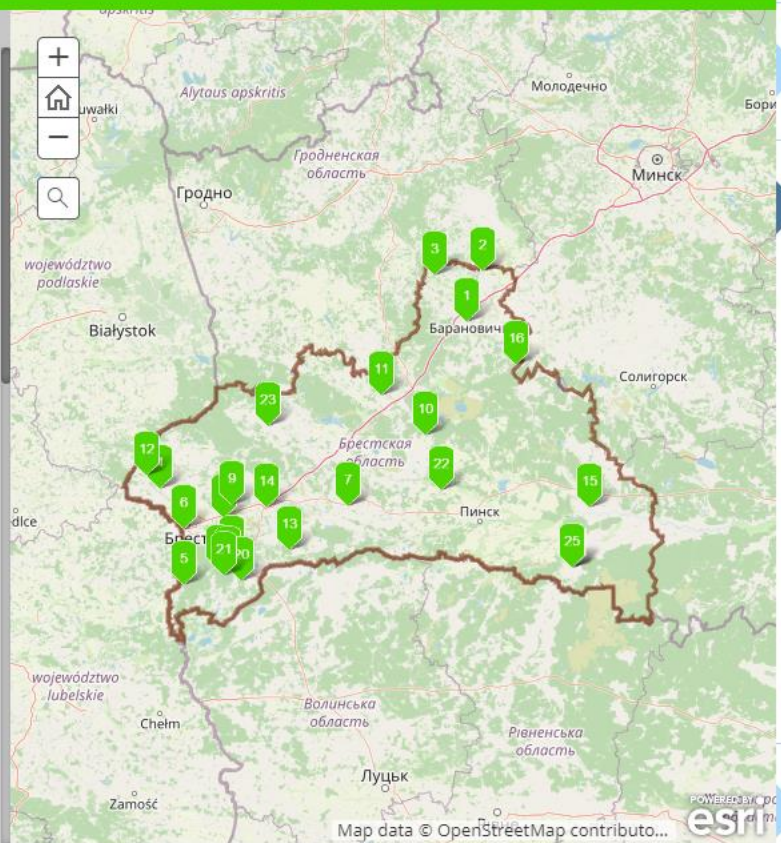 apskritis
+
Молодечно
−
uwałki
Alytaus apskritis
Бори
Гродненская
область
Минск
Гродно
3
2
województwo
podlaskie
1
Białystok
Баранович
16
11
Солигорск
23
10
12
Брестская
область
22
9
14
7
15
6
dlce
Пинск
13
Брест
21
20
25
5
województwo
lubelskie
Волинська
область
Chełm
Рівненська
область
Луцьк
Zamość
POWERED BY
esri
Map data © OpenStreetMap contributo...